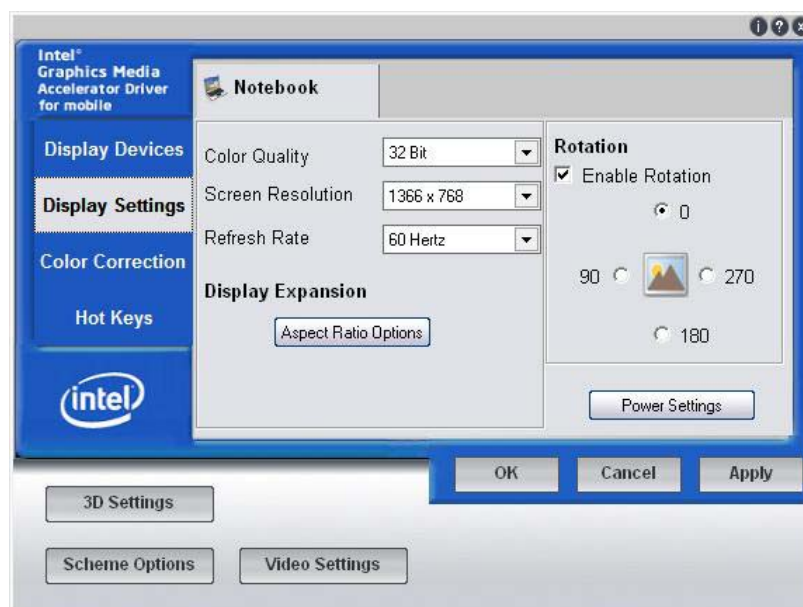 Intel®
Graphics Media
Accelerator Driver
for mobile
Notebook
Display Devices
Display Settings
Color Correction
Hot Keys
intel
Color Quality
32 Bit
Screen Resolution
1366 x 768
Refresh Rate
60 Hertz
Display Expansion
Aspect Ratio Options
Rotation
Enable Rotation
0
90
270
180
Power Settings
OK
Cancel
Apply
3D Settings
Scheme Options
Video Settings